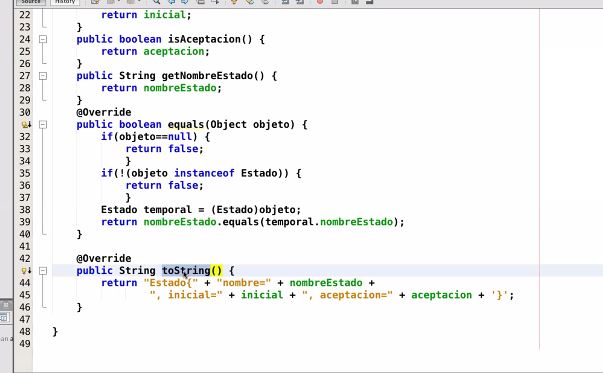 Source History
22 return inicial;
23 }
24 public boolean isAceptacion() {
25 return aceptacion;
26 }
27 public String getNombreEstado() {
28 return nombreEstado;
29 }
30 @Override
public boolean equals(Object objeto) {
32 if(objeto==null) {
33 return false;
34 }
35 if(!(objeto instanceof Estado)) {
36 return false;
37 }
38 Estado temporal = (Estado)objeto;
39 return nombreEstado.equals(temporal.nombreEstado);
40 }
41
42 @Override
public String toString() {
44 return "Estado{" + "nombre=" + nombreEstado +
45 ", inicial=" + inicial + ", aceptacion=" + aceptacion + '}';
46 }
47
48 }
49